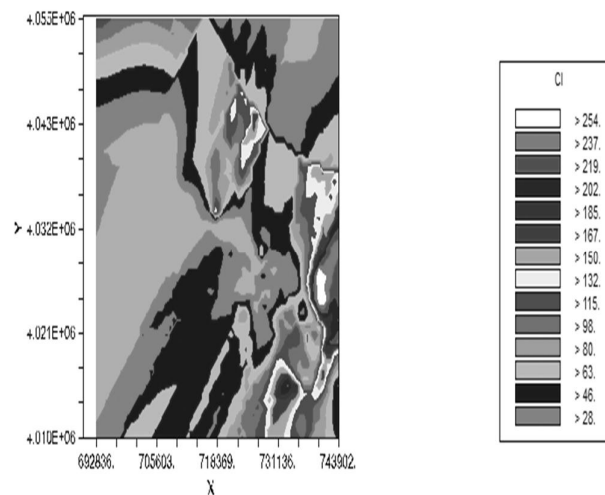 4.055E+06
4.043E+06
4.032E+06
4.021E+06
4.010E+06
Y
692836. 705603. 718369. 731136. 743902.
X
Cl
> 254.
> 237.
> 219.
> 202.
> 185.
> 167.
> 150.
> 132.
> 115.
> 98.
> 80.
> 63.
> 46.
> 28.